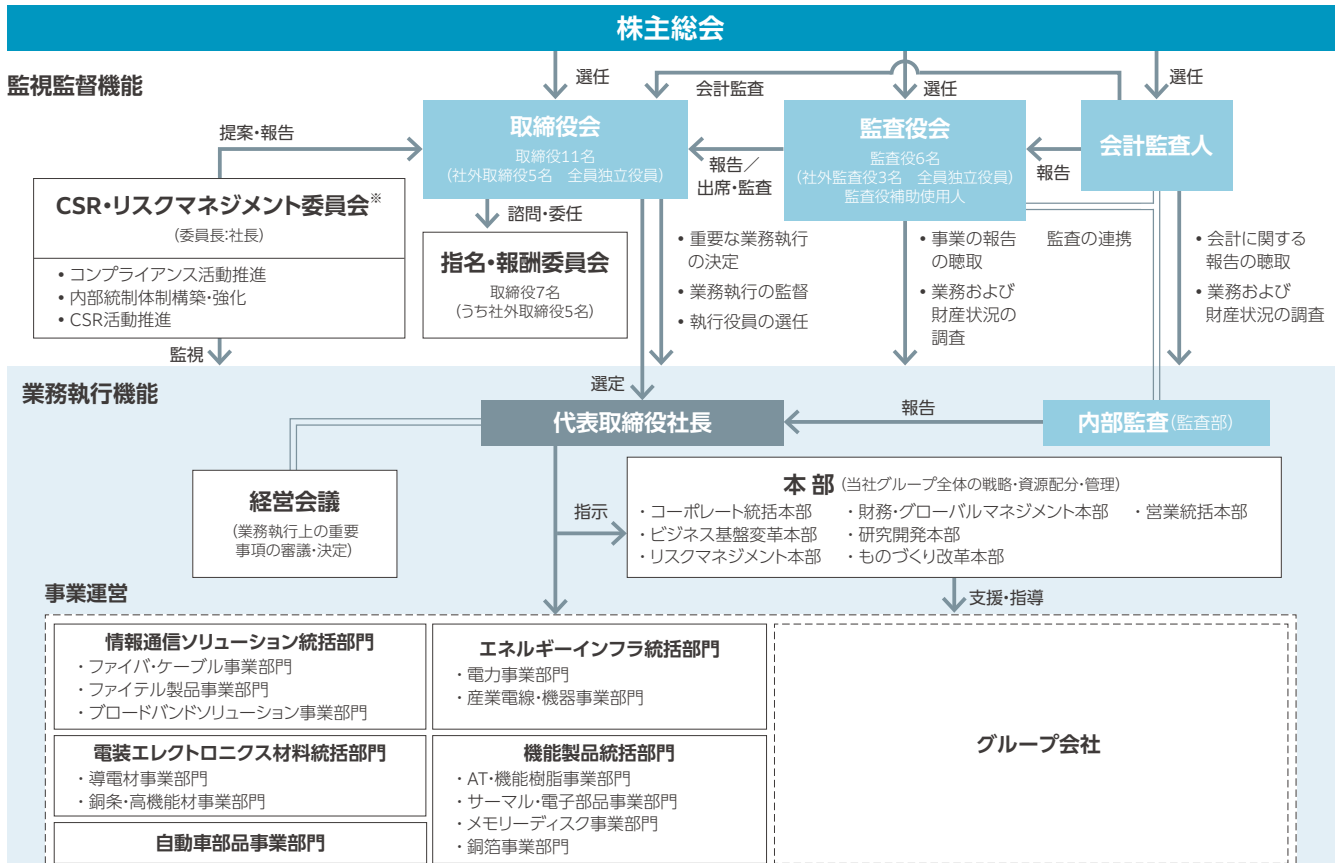 株主総会
監視監督機能
選任
会計監査
選任
選任
提案・報告
取締役会
取締役11名
(社外取締役5名 全員独立役員)
報告／
出席・監査
監査役会
監査役6名
(社外監査役3名 全員独立役員)
監査役補助使用人
報告
会計監査人
CSR・リスクマネジメント委員会※
(委員長:社長)
• コンプライアンス活動推進
• 内部統制体制構築・強化
• CSR活動推進
監視
諮問・委任
指名・報酬委員会
取締役7名
(うち社外取締役5名)
• 重要な業務執行
の決定
• 業務執行の監督
• 執行役員の選任
• 事業の報告
の聴取
• 業務および
財産状況の
調査
監査の連携
• 会計に関する
報告の聴取
• 業務および
財産状況の調査
業務執行機能
選定
代表取締役社長
報告
内部監査(監査部)
経営会議
(業務執行上の重要
事項の審議・決定)
指示
本部 (当社グループ全体の戦略・資源配分・管理)
・コーポレート統括本部 ・財務・グローバルマネジメント本部 ・営業統括本部
・ビジネス基盤変革本部 ・研究開発本部
・リスクマネジメント本部 ・ものづくり改革本部
支援・指導
事業運営
情報通信ソリューション統括部門
・ファイバ・ケーブル事業部門
・ファイテル製品事業部門
・ブロードバンドソリューション事業部門
エネルギーインフラ統括部門
・電力事業部門
・産業電線・機器事業部門
電装エレクトロニクス材料統括部門
・導電材事業部門
・銅条・高機能材事業部門
自動車部品事業部門
機能製品統括部門
・AT・機能樹脂事業部門
・サーマル・電子部品事業部門
・メモリーディスク事業部門
・銅箔事業部門
グループ会社